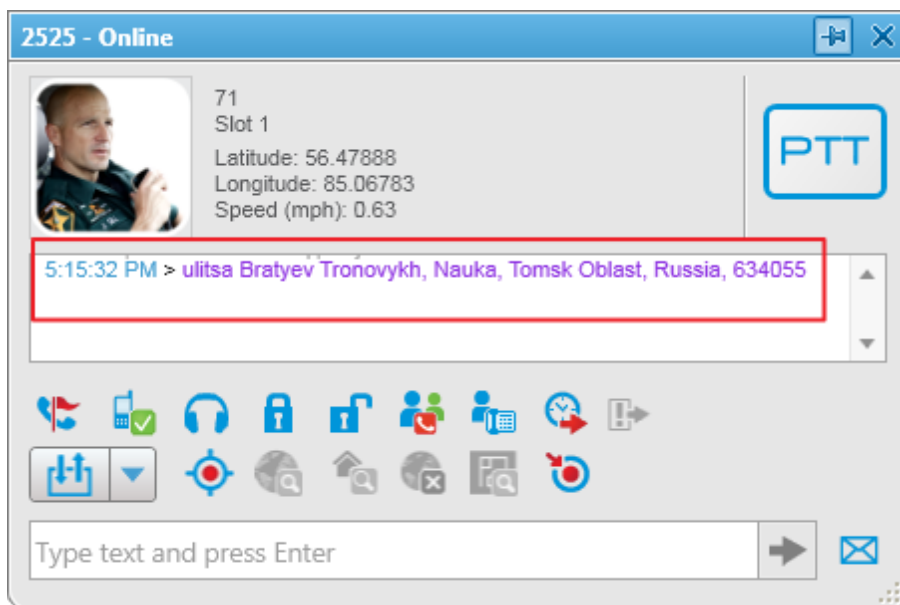 2525 - Online
71
Slot 1
Latitude: 56.47888
Longitude: 85.06783
Speed (mph): 0.63
PTT
5:15:32 PM > ulitsa Bratyev Tronovykh, Nauka, Tomsk Oblast, Russia, 634055
Type text and press Enter